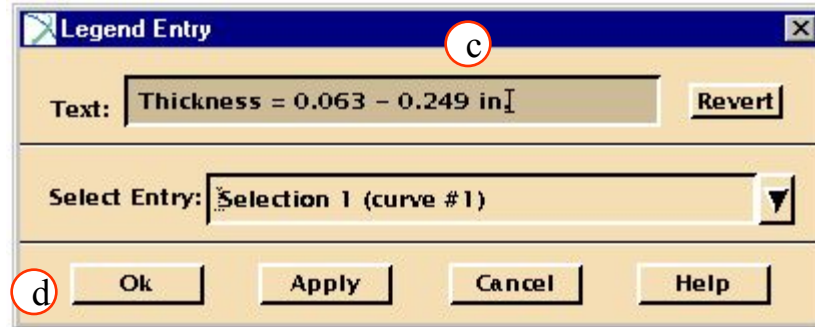 Legend Entry
c
Text: Thickness = 0.063 – 0.249 in. Revert
Select Entry: Selection 1 (curve #1)
d Ok Apply Cancel Help